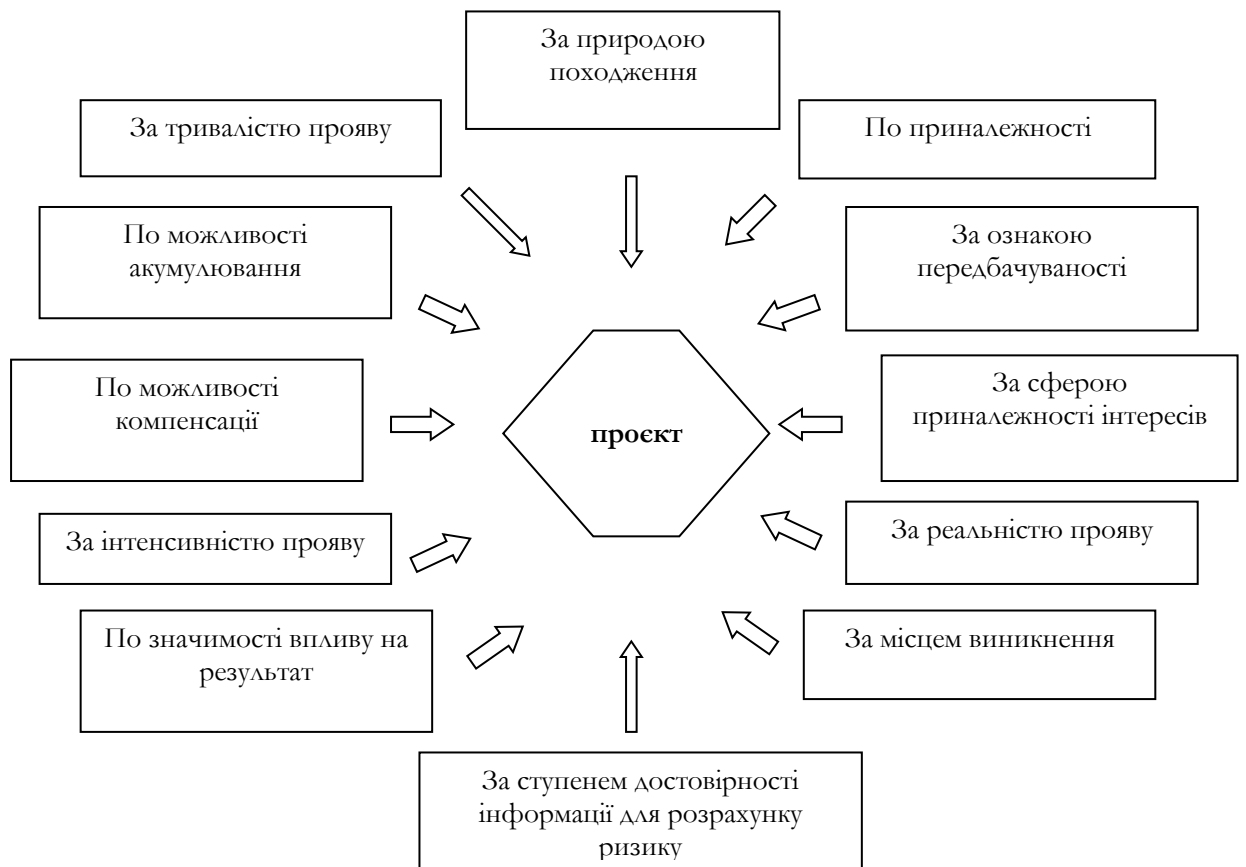 За природою
походження
За тривалістю прояву
По приналежності
По можливості
акумулювання
За ознакою
передбачуваності
По можливості
компенсації
проєкт
За сферою
приналежності інтересів
За інтенсивністю прояву
За реальністю прояву
По значимості впливу на
результат
За місцем виникнення
За ступенем достовірності
інформації для розрахунку
ризику